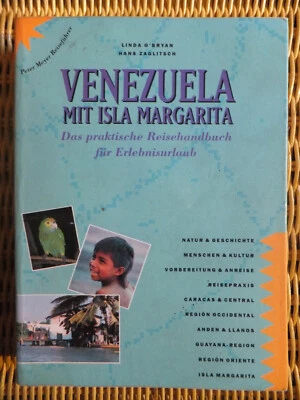 Peter Meyer Reiseführer
LINDA O'BRYAN
HANS ZAGLITSCH
VENEZUELA
MIT ISLA MARGARITA
Das praktische Reisehandbuch
für Erlebnisurlaub
NATUR & GESCHICHTE
MENSCHEN & KULTUR
VORBEREITUNG & ANREISE
REISEPRAXIS
CARACAS & CENTRAL
REGIÓN OCCIDENTAL
ANDEN & LLANOS
GUAYANA-REGION
REGIÓN ORIENTE
ISLA MARGARITA